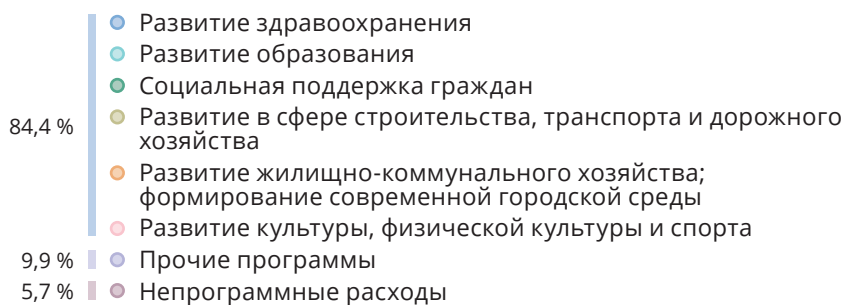 Развитие здравоохранения
Развитие образования
Социальная поддержка граждан
84,4 %
Развитие в сфере строительства, транспорта и дорожного
хозяйства
Развитие жилищно-коммунального хозяйства;
формирование современной городской среды
Развитие культуры, физической культуры и спорта
9,9 % Прочие программы
5,7 % Непрограммные расходы